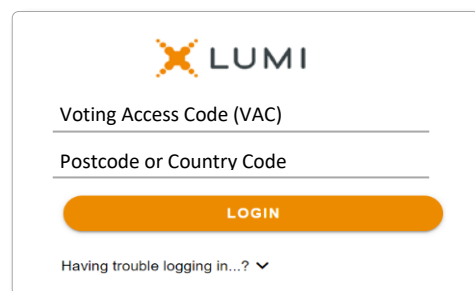 LUMI
Voting Access Code (VAC)
Postcode or Country Code
LOGIN
Having trouble logging in...?